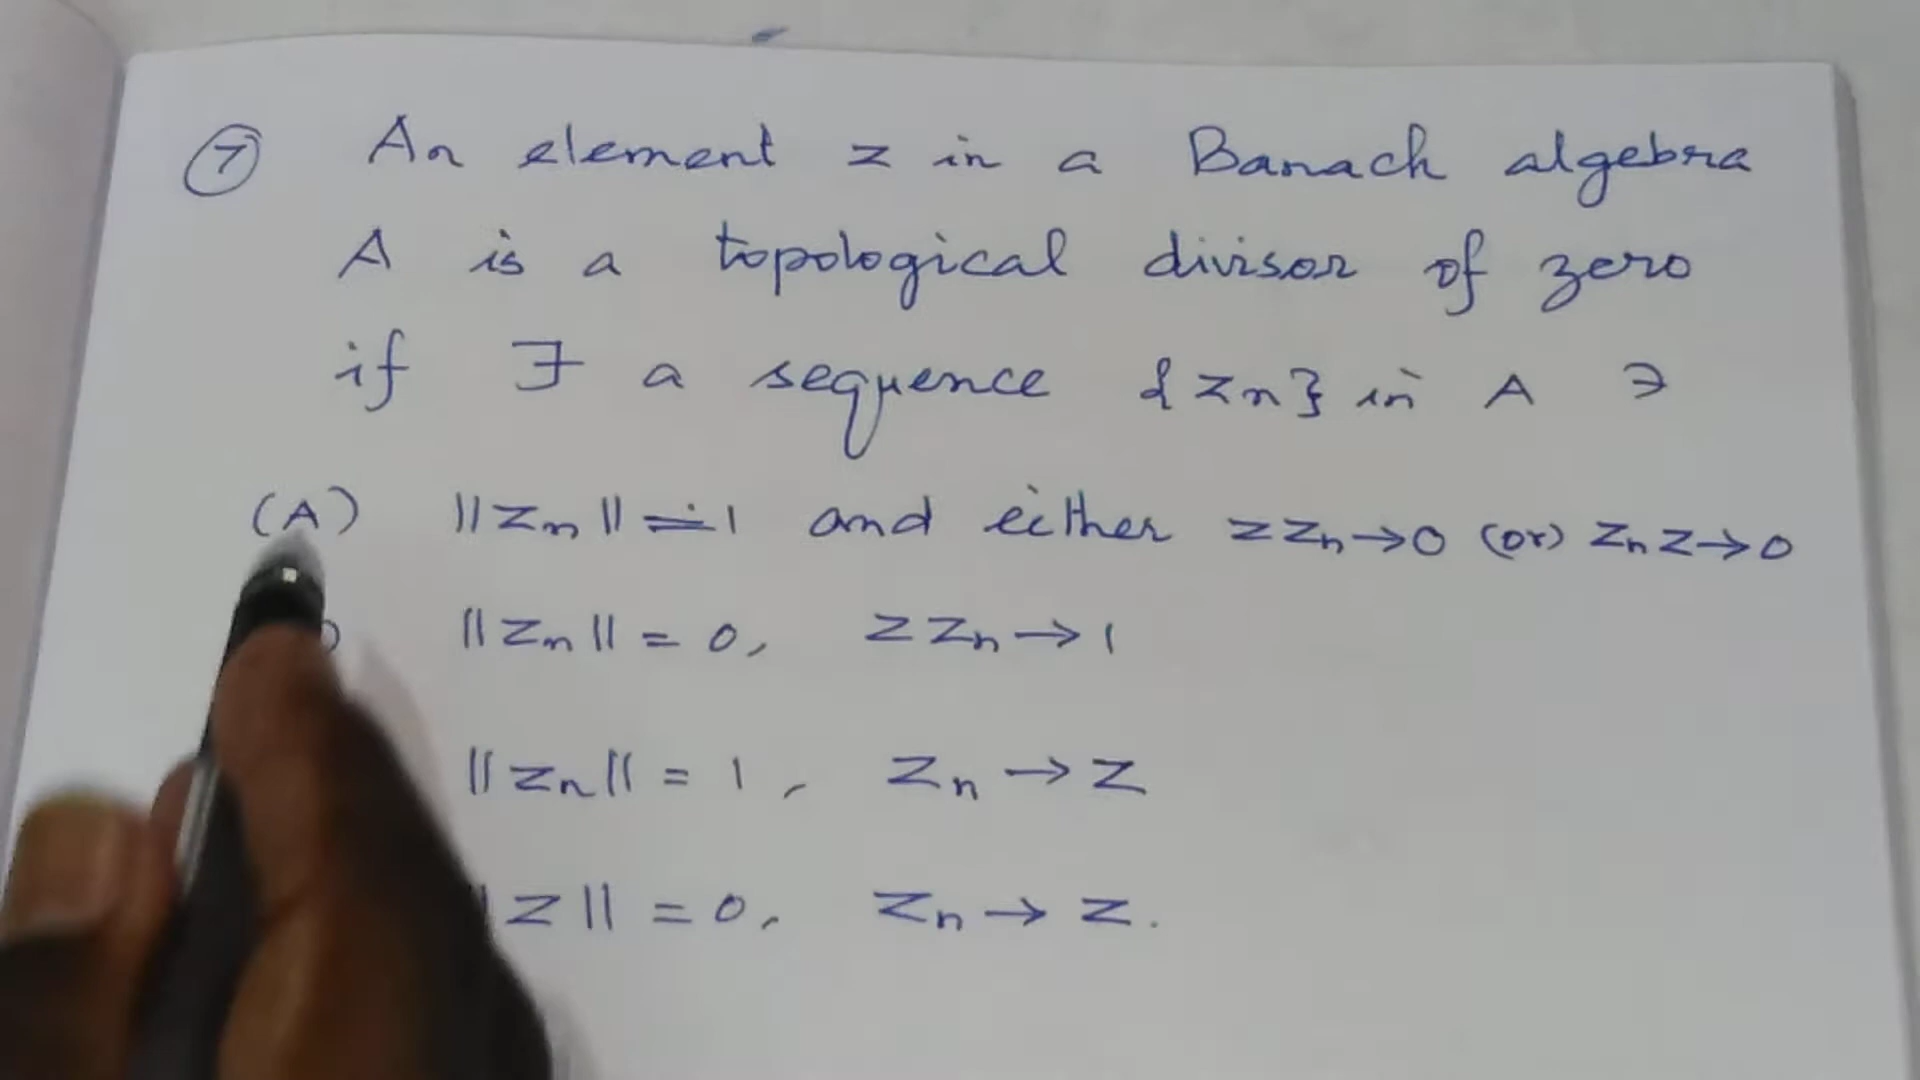 7 An element z in a Banach algebra
A is a topological divisor of zero
if ∃ a sequence {zn} in A ∋
(A) ||zn|| = 1 and either zzn→0 (or) znz→0
||zn|| = 0, zzn→1
||zn|| = 1, zn→z
z|| = 0, zn→z.